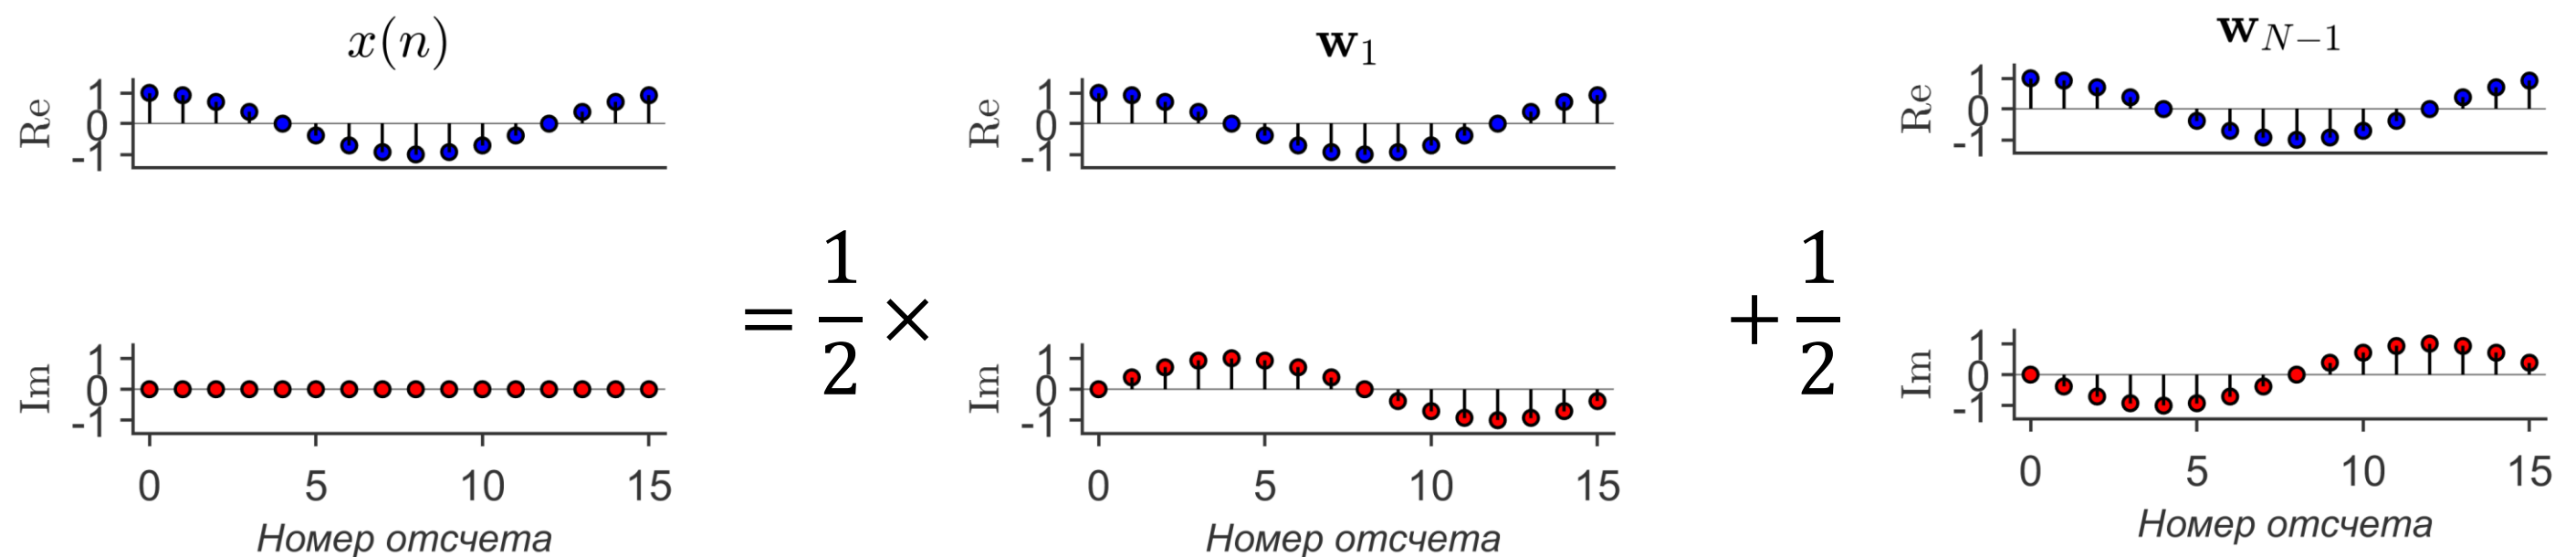 x(n)
Re
1
0
-1
Im
1
0
-1
0 5 10 15
Номер отсчета
= 1/2 ×
w₁
Re
1
0
-1
Im
1
0
-1
0 5 10 15
Номер отсчета
+ 1/2
w_{N−1}
Re
1
0
-1
Im
1
0
-1
0 5 10 15
Номер отсчета